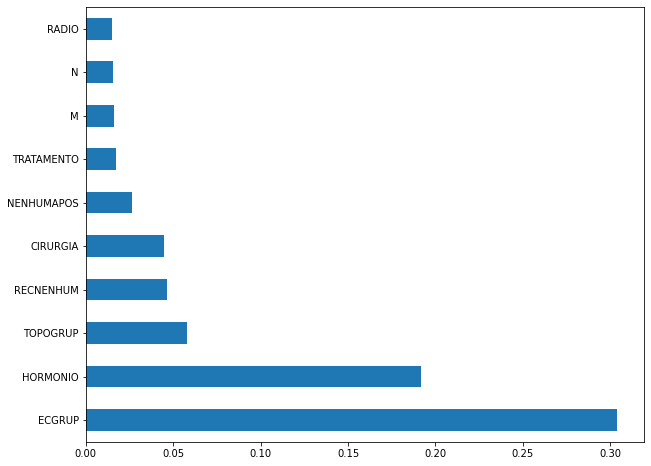 RADIO
N
M
TRATAMENTO
NENHUMAPOS
CIRURGIA
RECNENHUM
TOPOGRUP
HORMONIO
ECGRUP
0.00 0.05 0.10 0.15 0.20 0.25 0.30